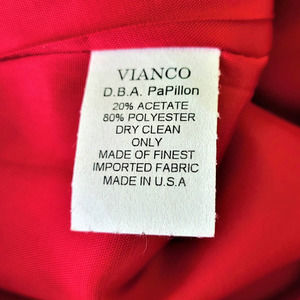 VIANCO
D.B.A. PaPillon
20% ACETATE
80% POLYESTER
DRY CLEAN
ONLY
MADE OF FINEST
IMPORTED FABRIC
MADE IN U.S.A